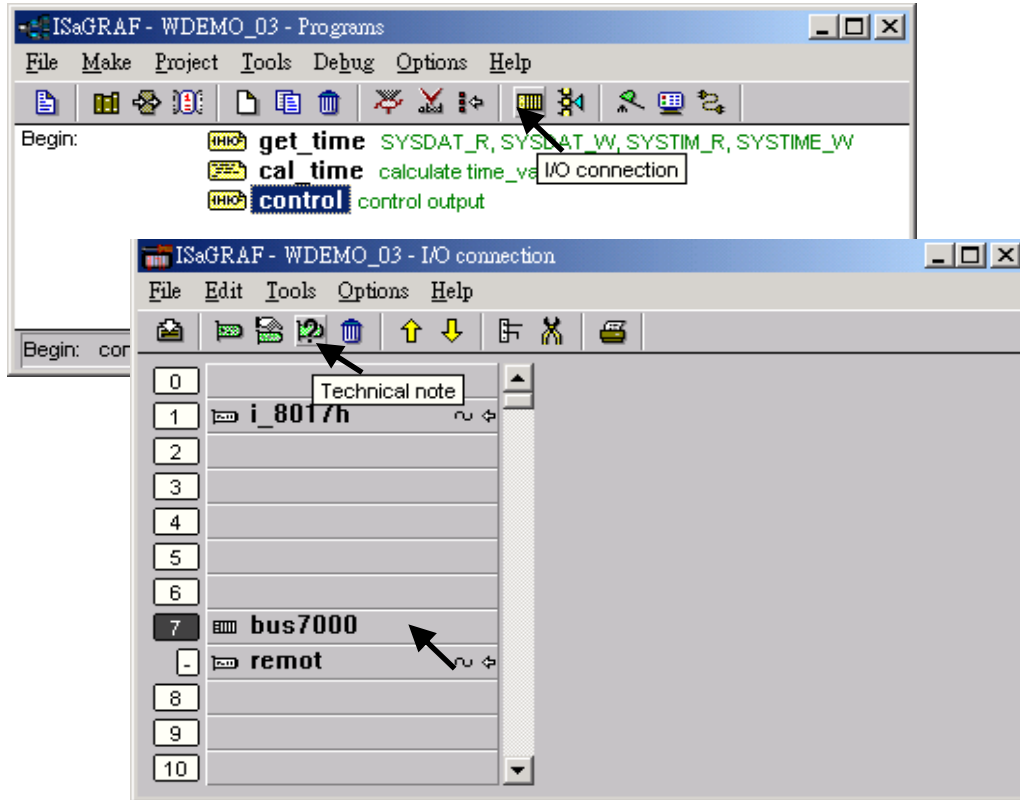 ISaGRAF - WDEMO_03 - Programs
File Make Project Tools Debug Options Help
Begin: get_time SYSDAT_R, SYSDAT_W, SYSTIM_R, SYSTIME_W
cal_time calculate time_va
I/O connection
control control output
Begin: cor
ISaGRAF - WDEMO_03 - I/O connection
File Edit Tools Options Help
Technical note
0
1 i_8017h
2
3
4
5
6
7 bus7000
- remot
8
9
10